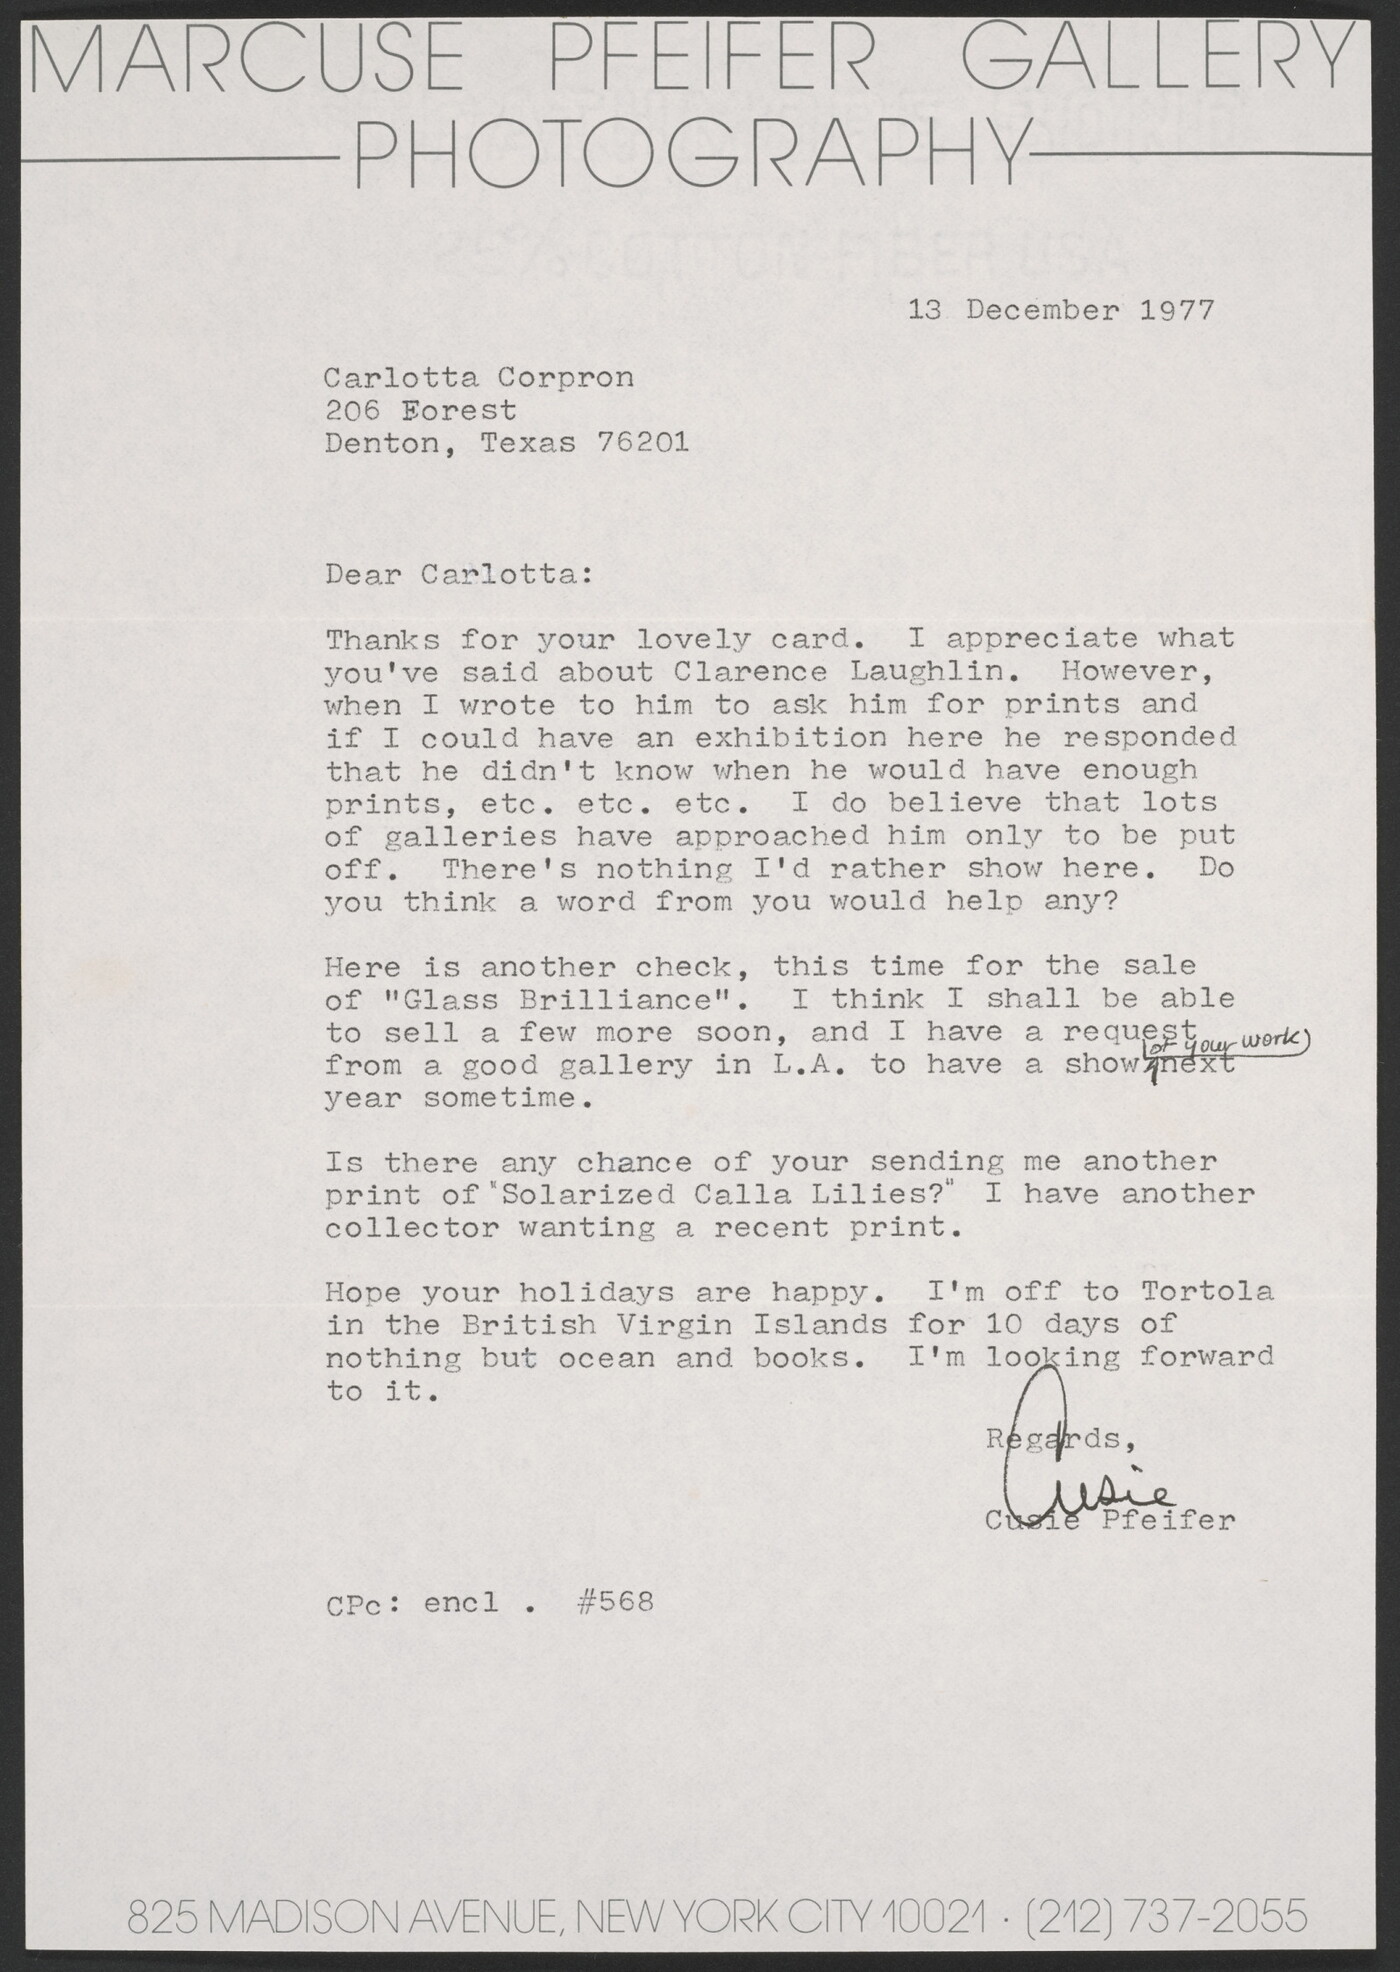 MARCUSE PFEIFER GALLERY
PHOTOGRAPHY
13 December 1977
Carlotta Corpron
206 Forest
Denton, Texas 76201
Dear Carlotta:
Thanks for your lovely card. I appreciate what
you've said about Clarence Laughlin. However,
when I wrote to him to ask him for prints and
if I could have an exhibition here he responded
that he didn't know when he would have enough
prints, etc. etc. etc. I do believe that lots
of galleries have approached him only to be put
off. There's nothing I'd rather show here. Do
you think a word from you would help any?
Here is another check, this time for the sale
of "Glass Brilliance". I think I shall be able
to sell a few more soon, and I have a request
of your work
from a good gallery in L.A. to have a show next
year sometime.
Is there any chance of your sending me another
print of "Solarized Calla Lilies?" I have another
collector wanting a recent print.
Hope your holidays are happy. I'm off to Tortola
in the British Virgin Islands for 10 days of
nothing but ocean and books. I'm looking forward
to it.
Regards,
Cusie
Cusie Pfeifer
CPc: encl . #568
825 MADISON AVENUE, NEW YORK CITY 10021 · (212) 737-2055